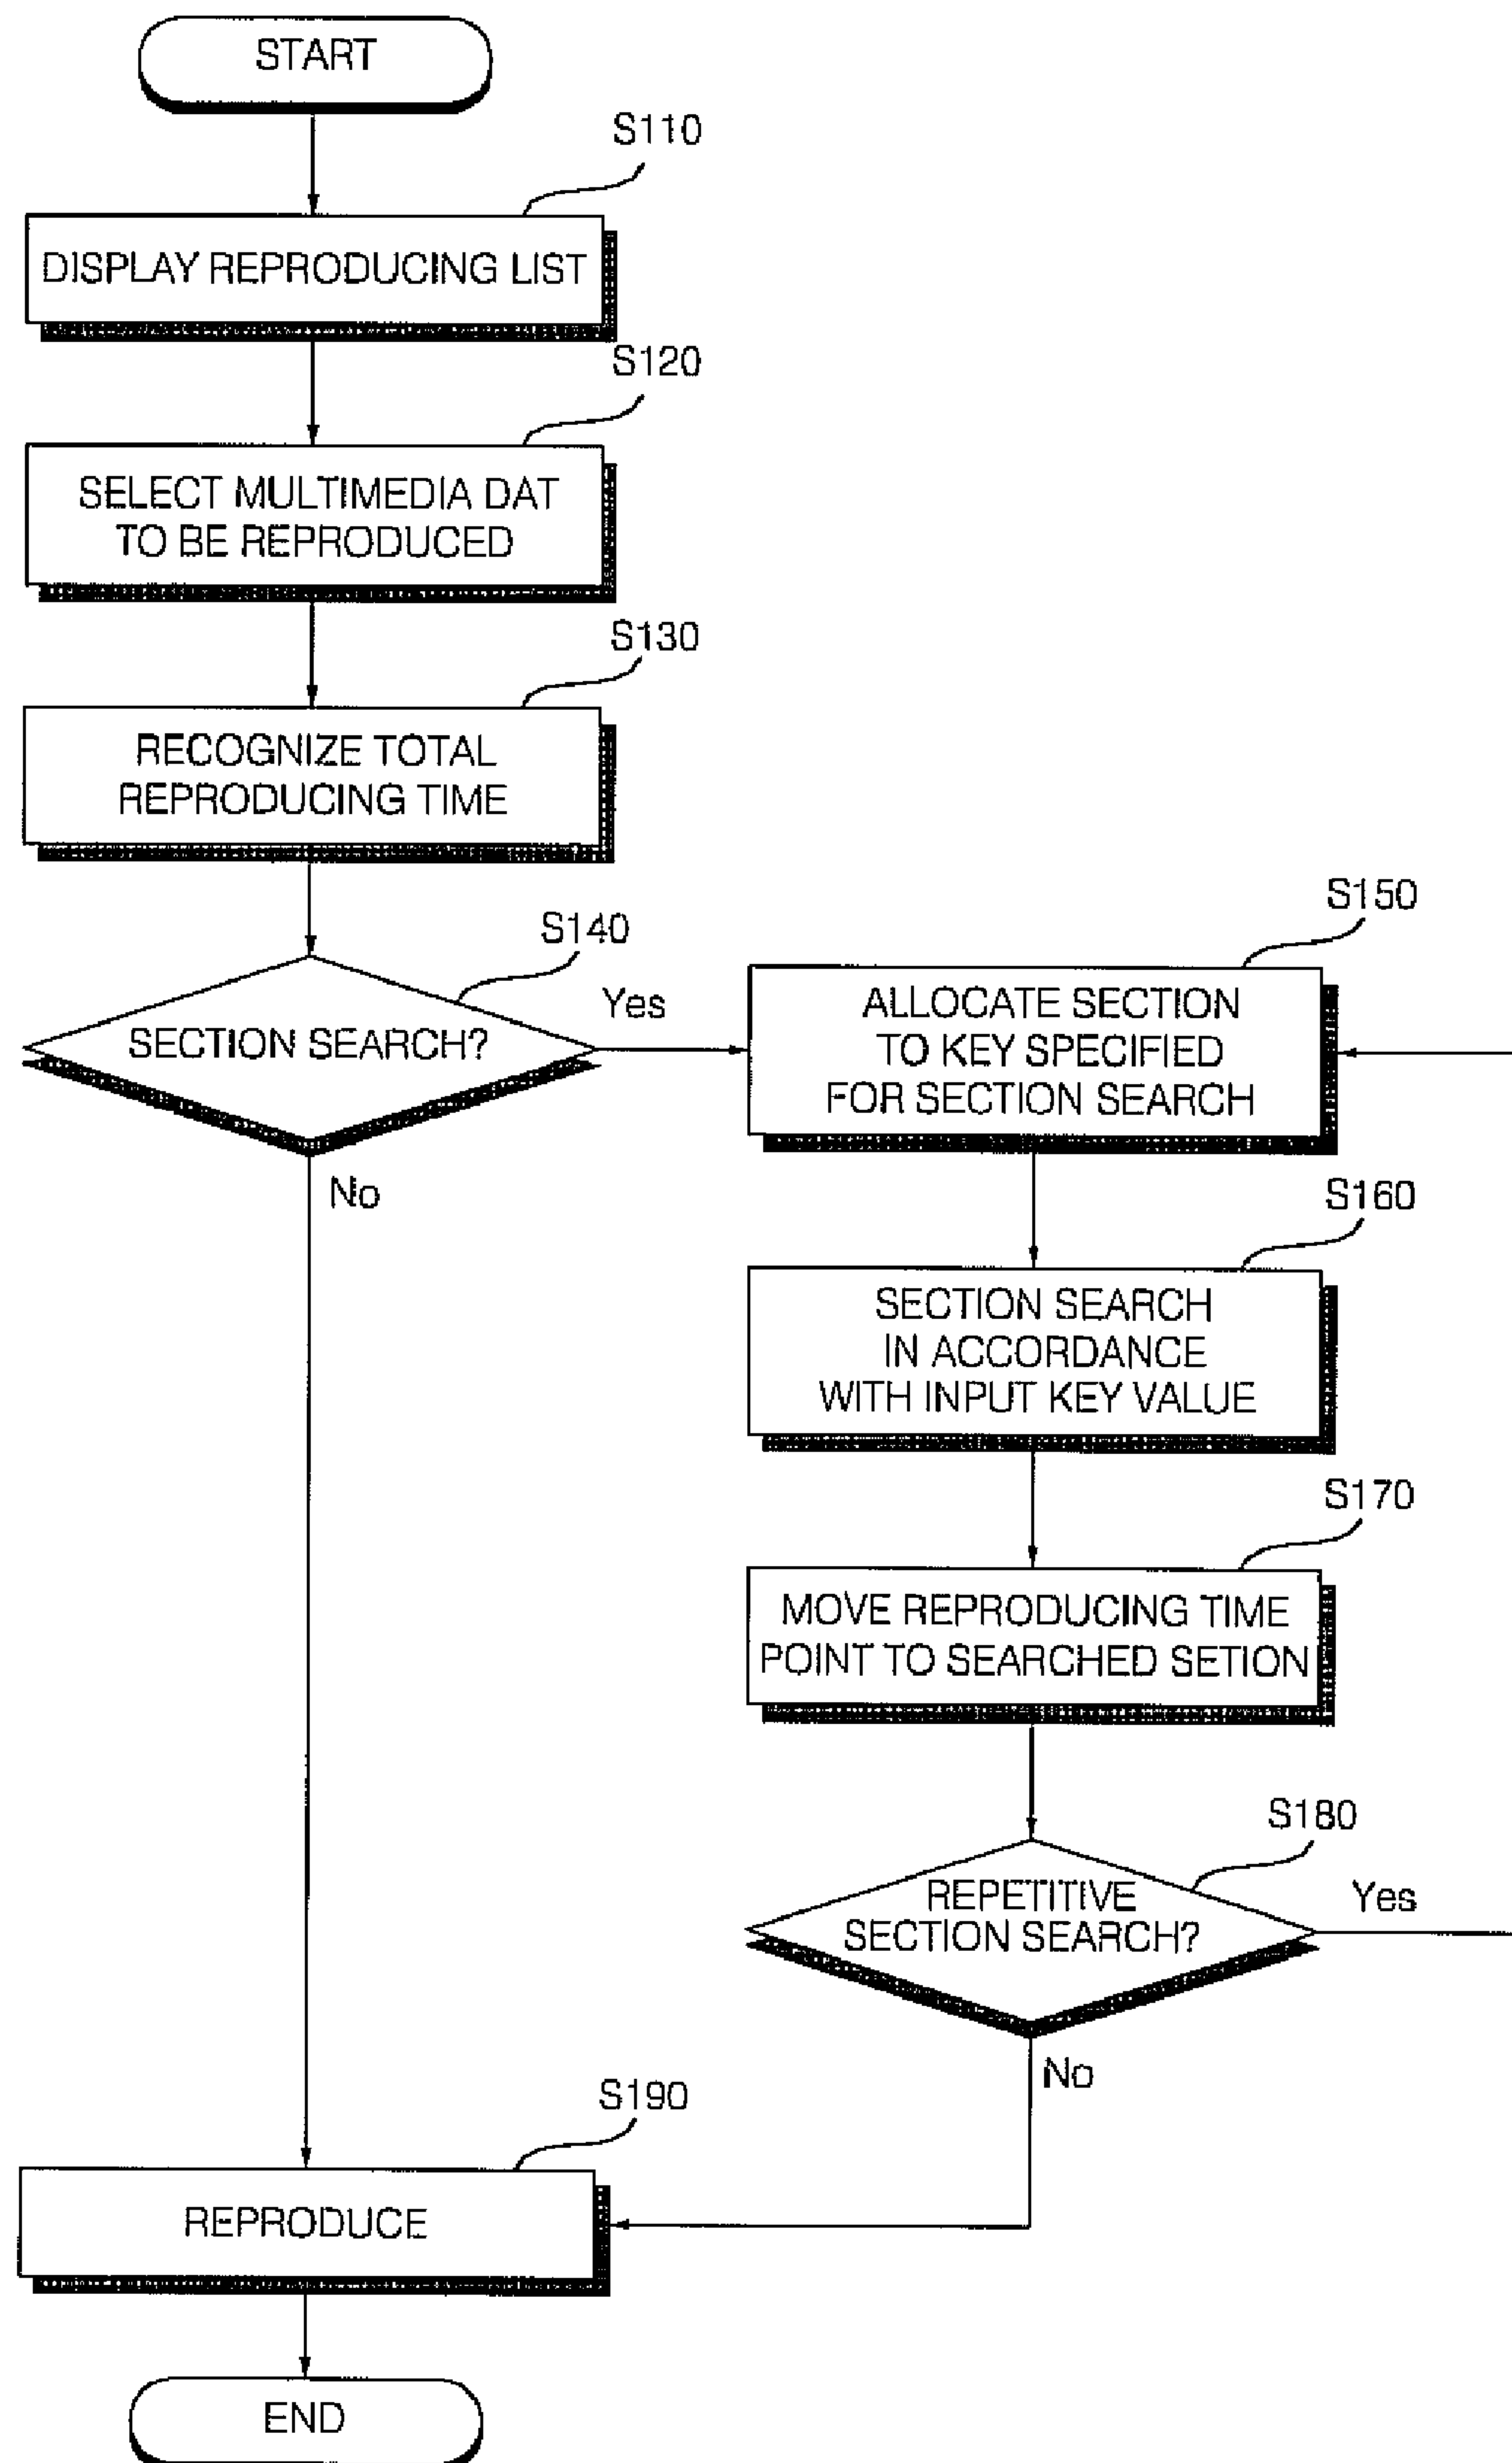 START
S110
DISPLAY REPRODUCING LIST
S120
SELECT MULTIMEDIA DAT
TO BE REPRODUCED
S130
RECOGNIZE TOTAL
REPRODUCING TIME
S140
SECTION SEARCH?
Yes
No
S150
ALLOCATE SECTION
TO KEY SPECIFIED
FOR SECTION SEARCH
S160
SECTION SEARCH
IN ACCORDANCE
WITH INPUT KEY VALUE
S170
MOVE REPRODUCING TIME
POINT TO SEARCHED SETION
S180
REPETITIVE
SECTION SEARCH?
Yes
No
S190
REPRODUCE
END